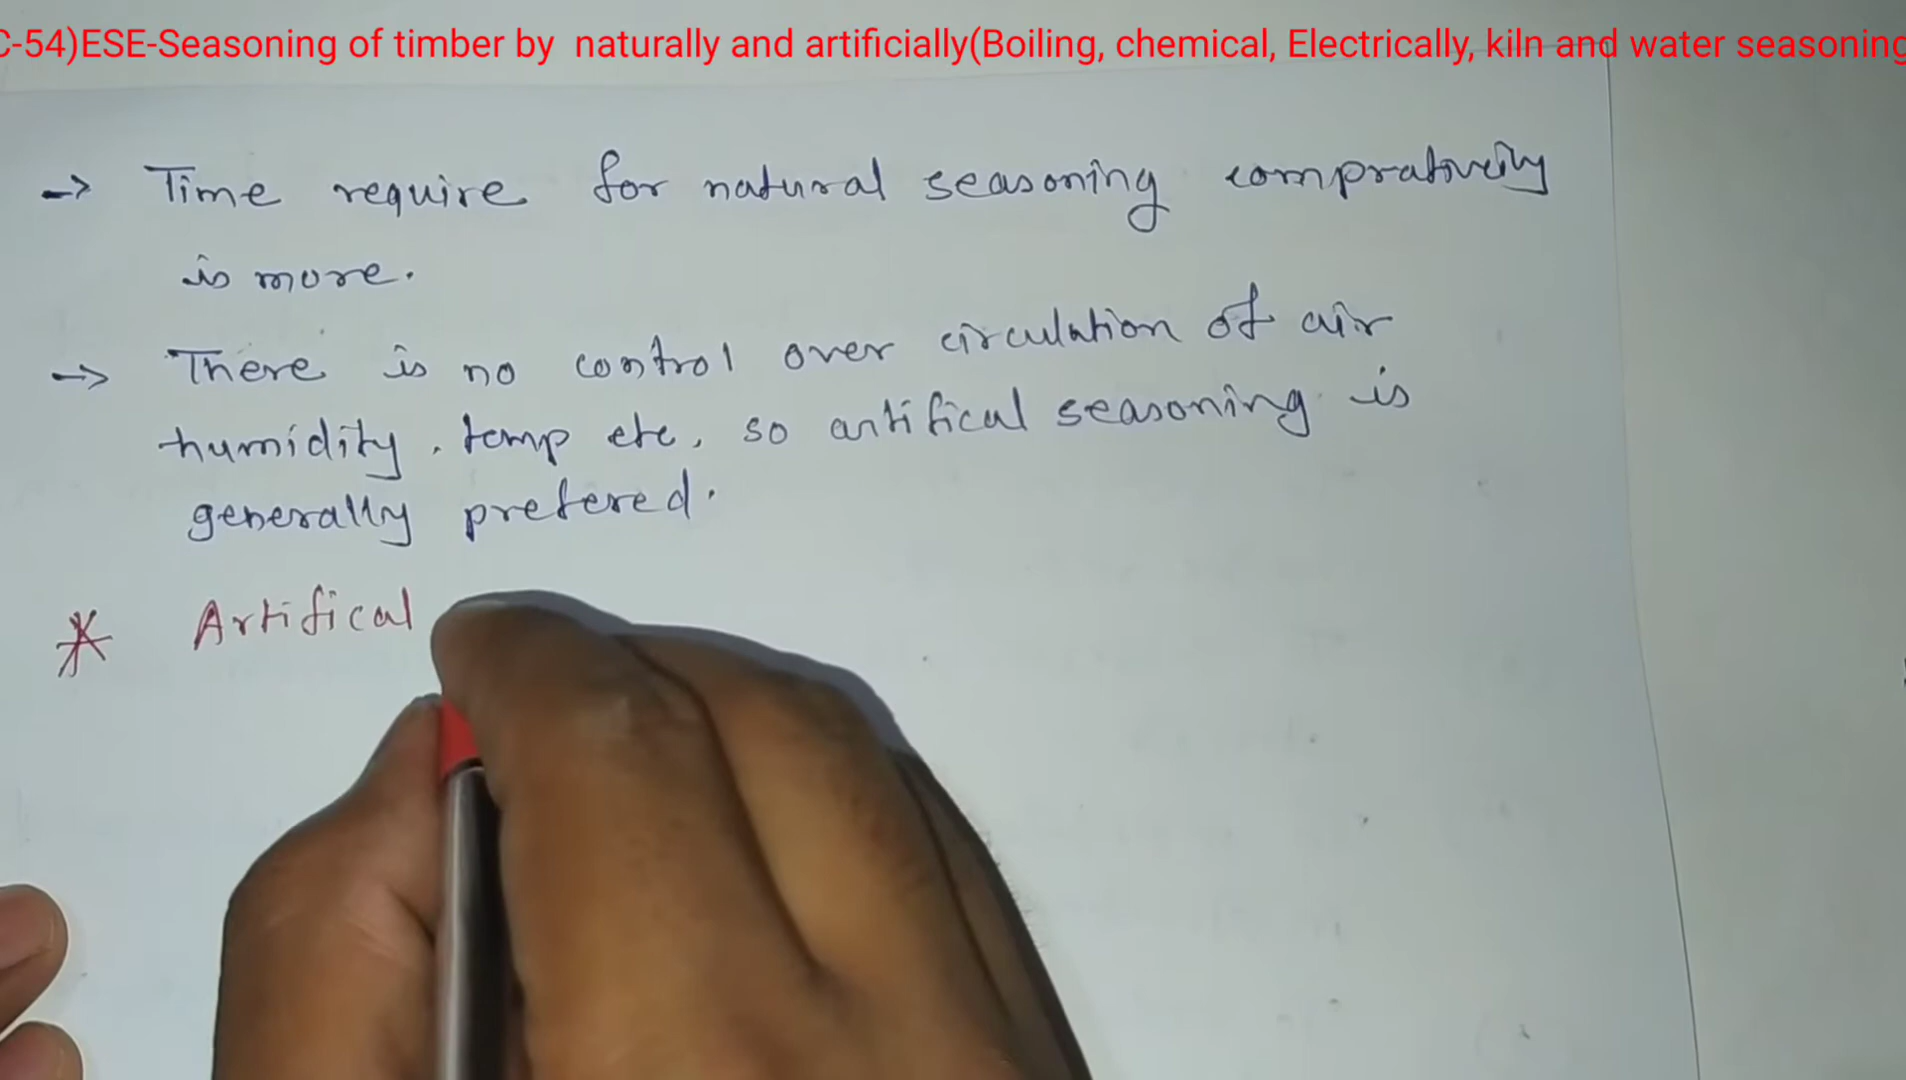 C-54)ESE-Seasoning of timber by naturally and artificially(Boiling, chemical, Electrically, kiln and water seasoning
→ Time require for natural seasoning compratively
is more.
→ There is no control over circulation of air
humidity, temp etc, so artifical seasoning is
generally prefered.
* Artifical